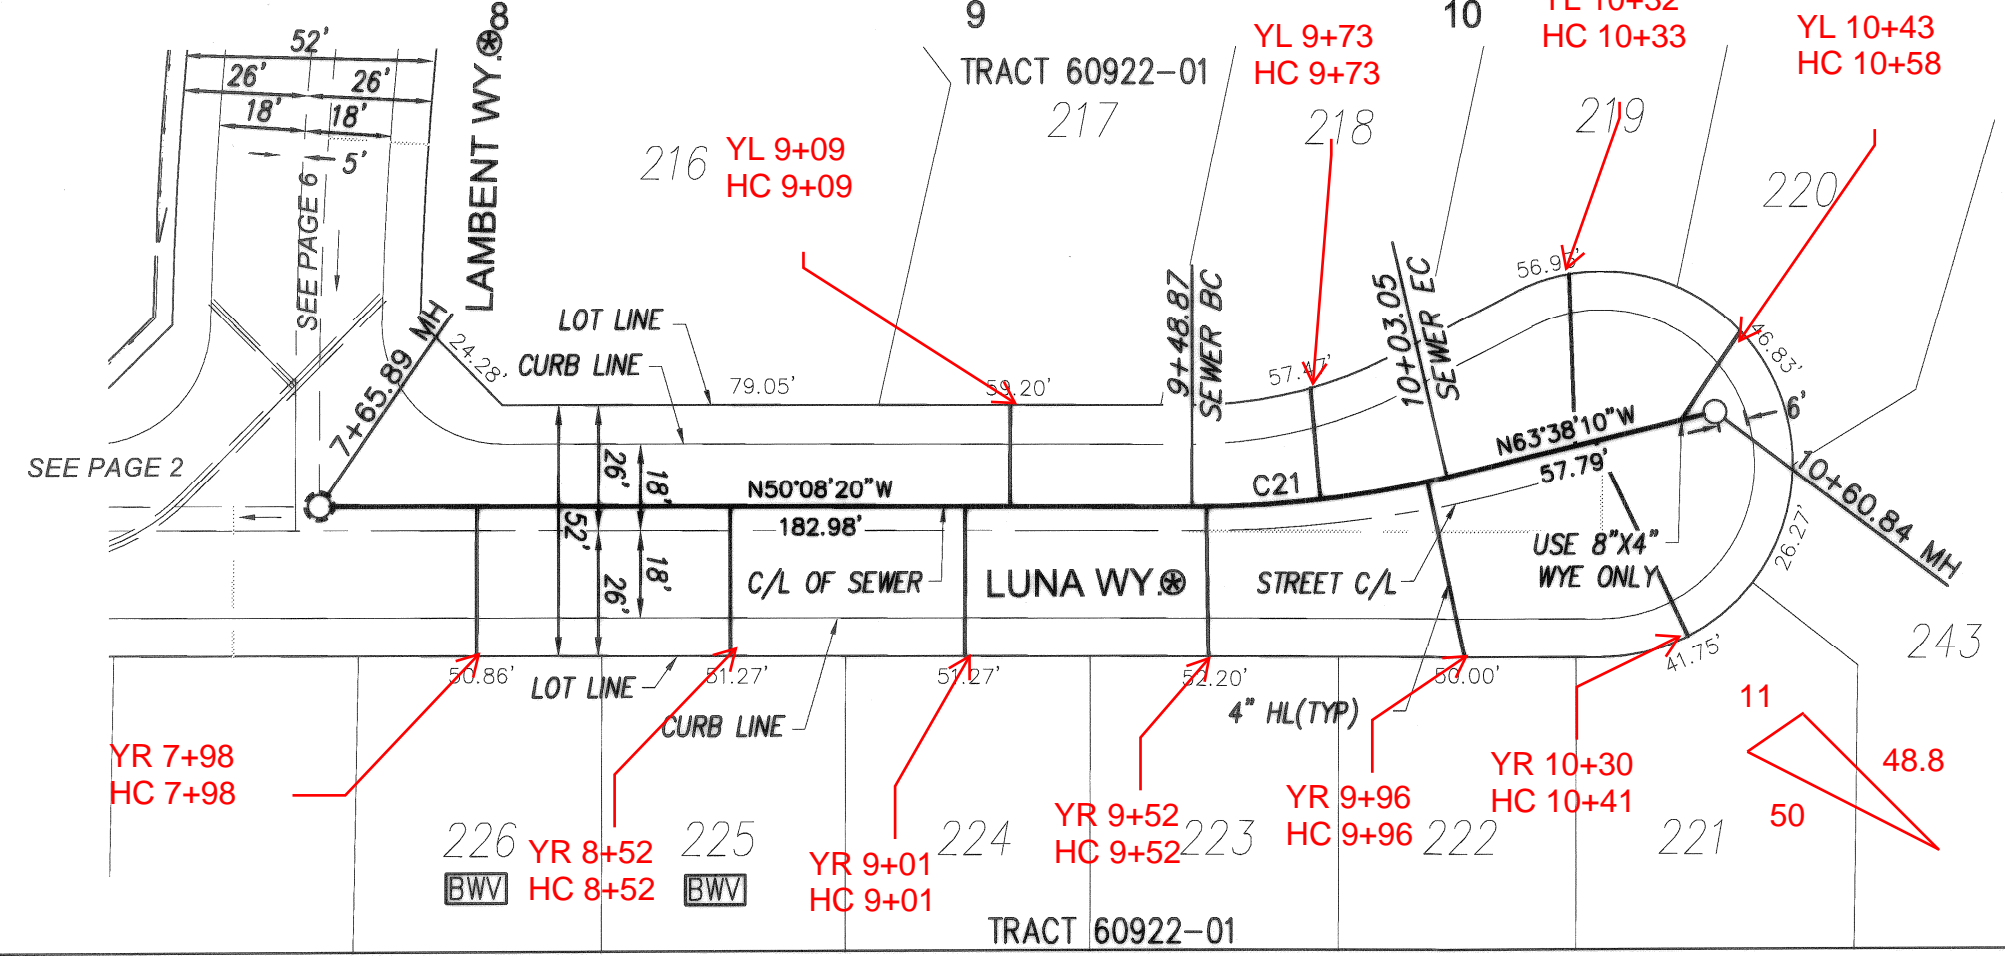 8
9
10
YL 10+32
HC 10+33
YL 10+43
HC 10+58
YL 9+73
HC 9+73
52'
26'
26'
18'
18'
5'
LAMBENT WY.
TRACT 60922-01
216
217
218
219
220
YL 9+09
HC 9+09
SEE PAGE 6
7+65.89 MH
24.28'
LOT LINE
CURB LINE
79.05'
59.20'
9+48.87
SEWER BC
57.47'
10+03.05
SEWER EC
46.83'
6'
SEE PAGE 2
26'
18'
52'
26'
18'
N50°08'20"W
182.98'
C21
N63°38'10"W
57.79'
10+60.84 MH
26.27'
C/L OF SEWER
LUNA WY.
STREET C/L
USE 8"X4"
WYE ONLY
243
50.86'
LOT LINE
51.27'
51.27'
52.20'
50.00'
41.75'
CURB LINE
4" HL(TYP)
YR 7+98
HC 7+98
YR 8+52
HC 8+52
YR 9+01
HC 9+01
YR 9+52
HC 9+52
YR 9+96
HC 9+96
YR 10+30
HC 10+41
11
48.8
50
226
225
224
223
222
221
BWV
BWV
TRACT 60922-01